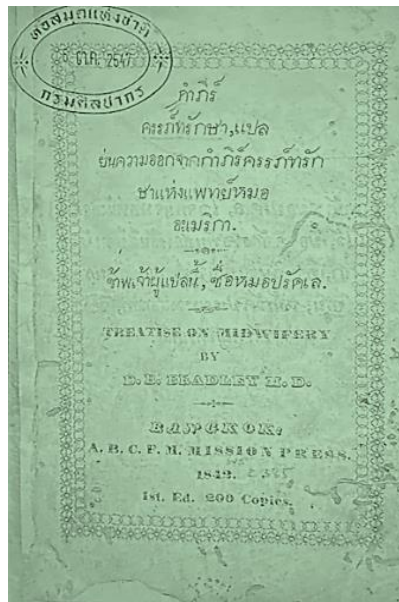 หอสมุดแห่งชาติ
ต.ค. 2547
กรมศิลปากร
คำภีร์
ครรภ์ทรักษา, แปล
ย่นความออกจากคำภีร์ครรภ์ทรัก
ษาแห่งแพทย์หมอ
อะเมริกา.
ข้าพเจ้าผู้แปลนี้, ชื่อหมอปรัดเล.
TREATISE ON MIDWIFERY
BY
D. B. BRADLEY M. D.
BANGKOK:
A. B. C. F. M. MISSION PRESS.
1842.
1st. Ed. 200 Copies.